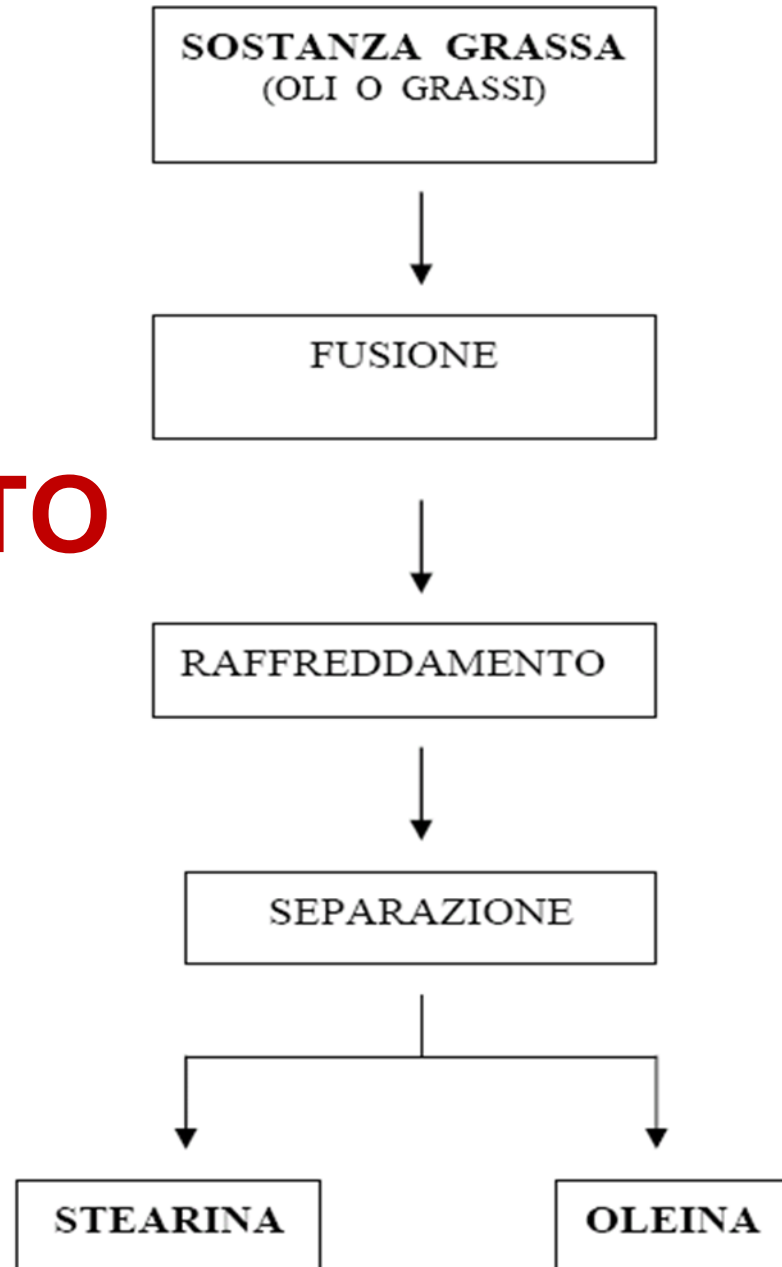 SOSTANZA GRASSA
(OLI O GRASSI)
FUSIONE
TO
RAFFREDDAMENTO
SEPARAZIONE
STEARINA
OLEINA